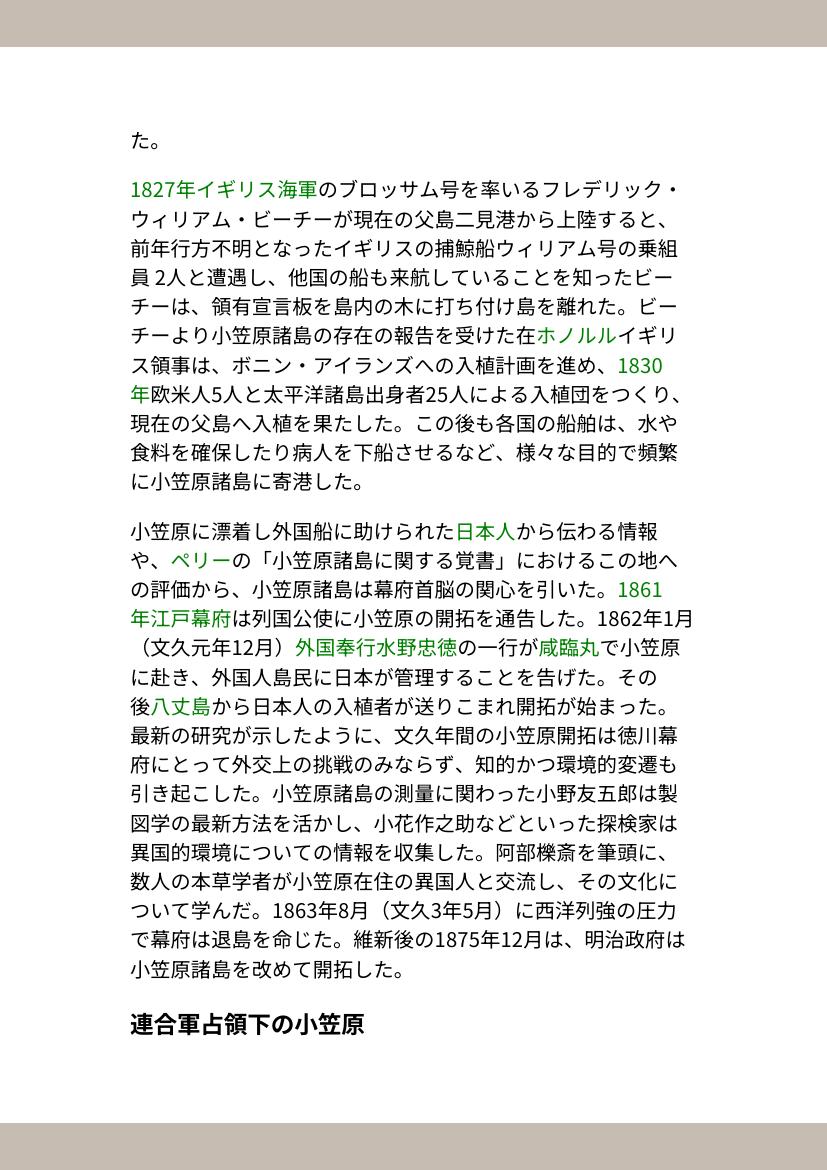 た。
1827年イギリス海軍のブロッサム号を率いるフレデリック・
ウィリアム・ビーチーが現在の父島二見港から上陸すると、
前年行方不明となったイギリスの捕鯨船ウィリアム号の乗組
員 2人と遭遇し、他国の船も来航していることを知ったビー
チーは、領有宣言板を島内の木に打ち付け島を離れた。ビー
チーより小笠原諸島の存在の報告を受けた在ホノルルイギリ
ス領事は、ボニン・アイランズへの入植計画を進め、1830
年欧米人5人と太平洋諸島出身者25人による入植団をつくり、
現在の父島へ入植を果たした。この後も各国の船舶は、水や
食料を確保したり病人を下船させるなど、様々な目的で頻繁
に小笠原諸島に寄港した。
小笠原に漂着し外国船に助けられた日本人から伝わる情報
や、ペリーの「小笠原諸島に関する覚書」におけるこの地へ
の評価から、小笠原諸島は幕府首脳の関心を引いた。1861
年江戸幕府は列国公使に小笠原の開拓を通告した。1862年1月
（文久元年12月）外国奉行水野忠徳の一行が咸臨丸で小笠原
に赴き、外国人島民に日本が管理することを告げた。その
後八丈島から日本人の入植者が送りこまれ開拓が始まった。
最新の研究が示したように、文久年間の小笠原開拓は徳川幕
府にとって外交上の挑戦のみならず、知的かつ環境的変遷も
引き起こした。小笠原諸島の測量に関わった小野友五郎は製
図学の最新方法を活かし、小花作之助などといった探検家は
異国的環境についての情報を収集した。阿部櫟斎を筆頭に、
数人の本草学者が小笠原在住の異国人と交流し、その文化に
ついて学んだ。1863年8月（文久3年5月）に西洋列強の圧力
で幕府は退島を命じた。維新後の1875年12月は、明治政府は
小笠原諸島を改めて開拓した。
連合軍占領下の小笠原